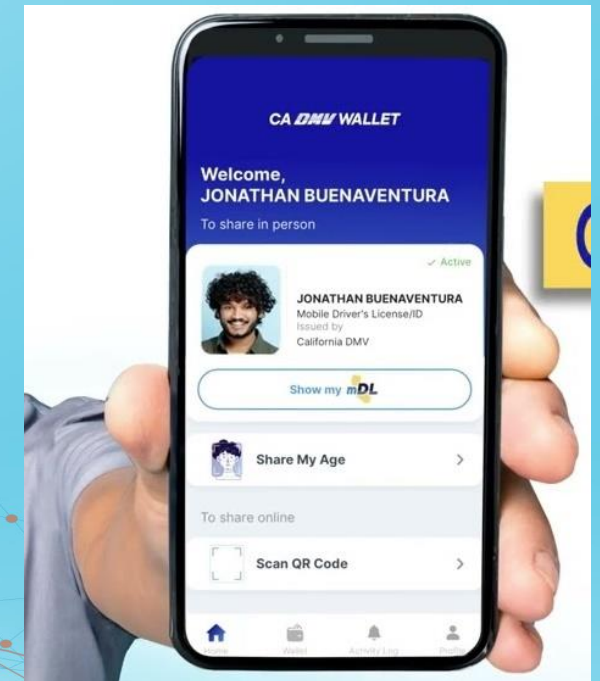 CA DMV WALLET
Welcome,
JONATHAN BUENAVENTURA
To share in person
✓ Active
JONATHAN BUENAVENTURA
Mobile Driver's License/ID
Issued by
California DMV
Show my mDL
Share My Age
To share online
Scan QR Code
Home Wallet Activity Log Profile